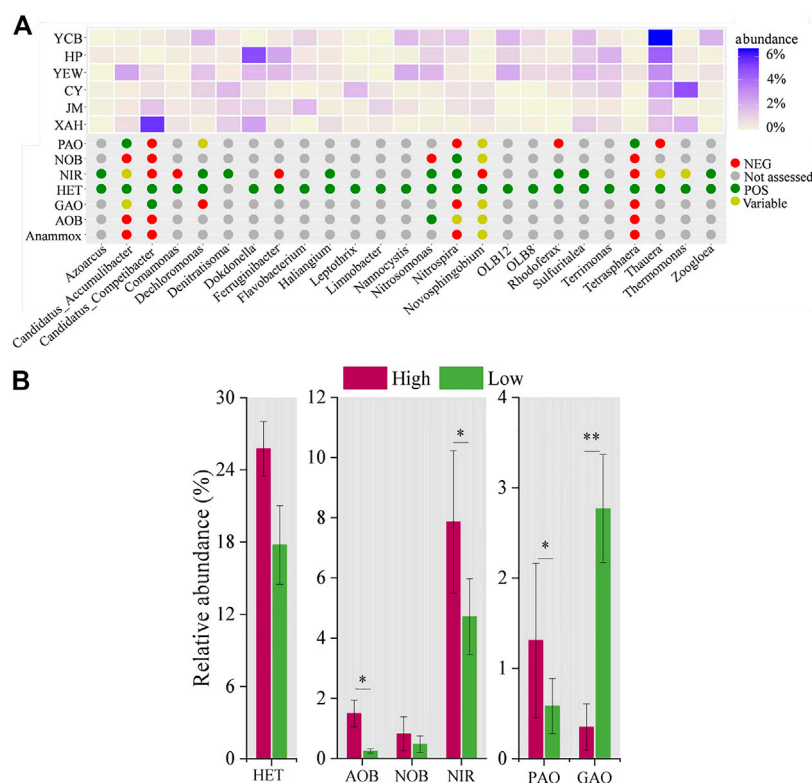 A
YCB
HP
YEW
CY
JM
XAH
abundance
6%
4%
2%
0%
PAO
NOB
NIR
HET
GAO
AOB
Anammox
NEG
Not assessed
POS
Variable
Azoarcus
Candidatus_Accumulibacter
Candidatus_Competibacter
Comamonas
Dechloromonas
Denitratisoma
Dokdonella
Ferruginibacter
Flavobacterium
Haliangium
Leptothrix
Limnobacter
Nannocystis
Nitrosomonas
Nitrospira
Novosphingobium
OLB12
OLB8
Rhodoferax
Sulfuritalea
Terrimonas
Tetrasphaera
Thauera
Thermomonas
Zoogloea
B
High Low
Relative abundance (%)
30
24
18
12
6
0
HET
12
10
8
6
4
2
0
*
*
AOB NOB NIR
4
3
2
1
0
*
**
PAO GAO